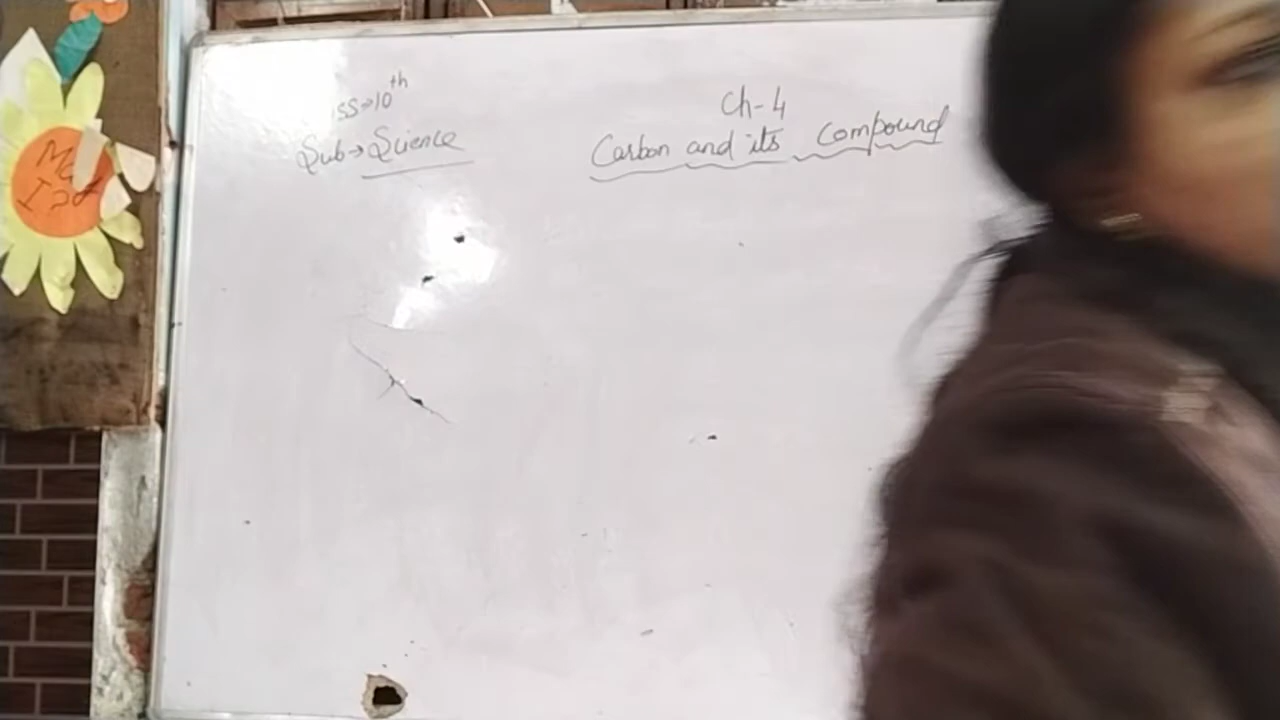 ss→10th
Sub→Science
Ch-4
Carbon and its Compound